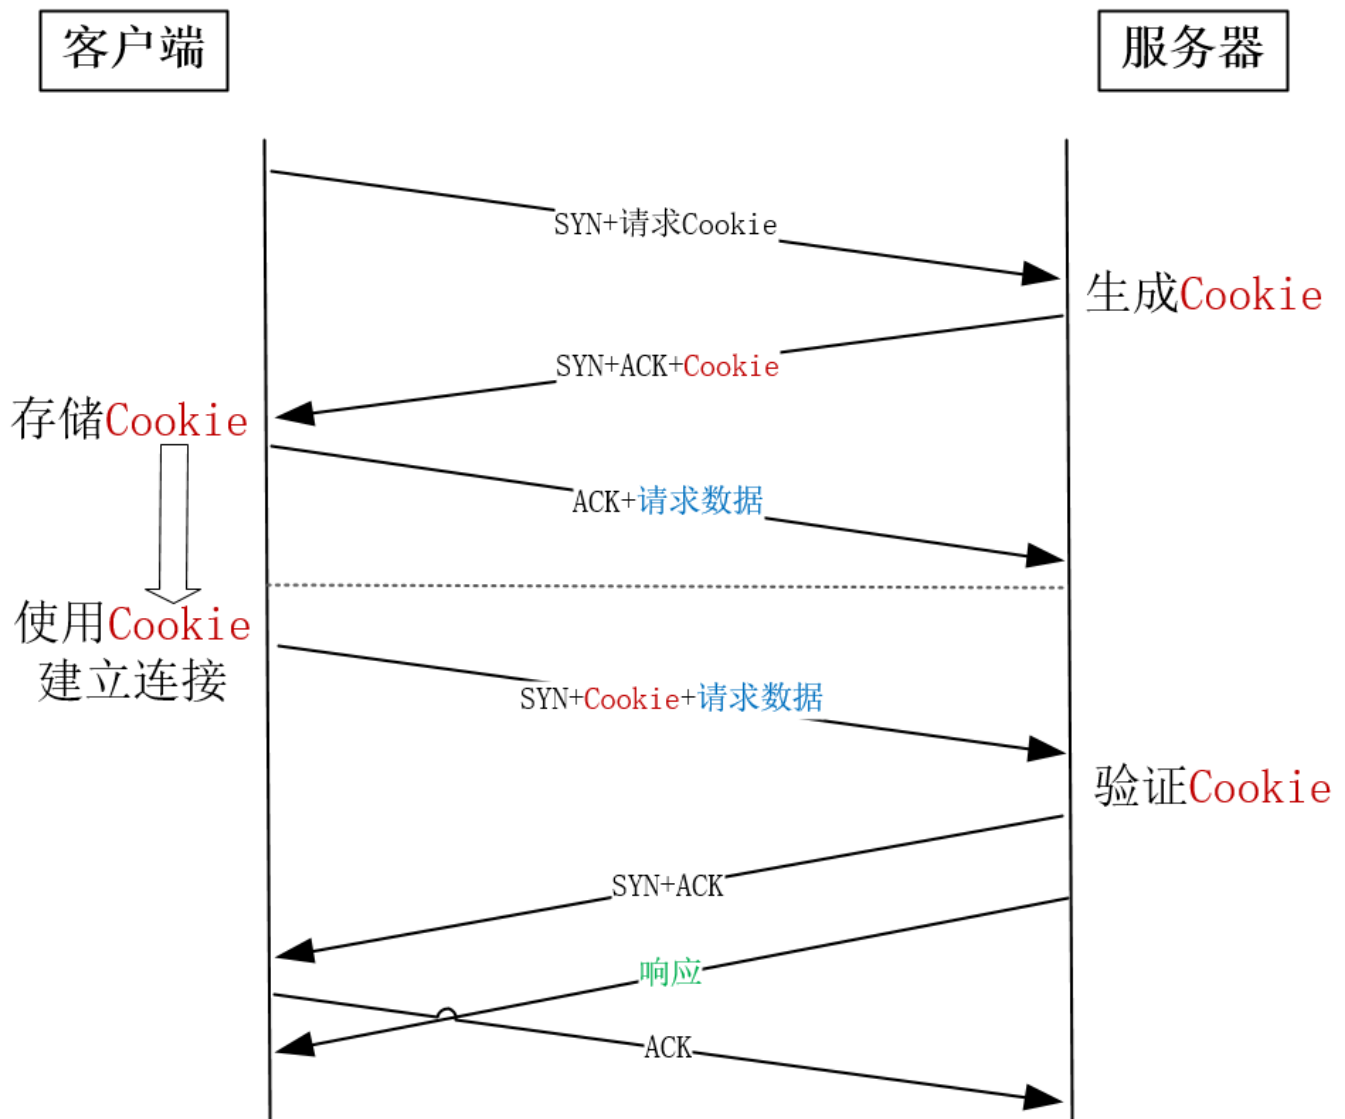 客户端
服务器
SYN+请求Cookie
生成Cookie
SYN+ACK+Cookie
存储Cookie
ACK+请求数据
使用Cookie
建立连接
SYN+Cookie+请求数据
验证Cookie
SYN+ACK
响应
ACK